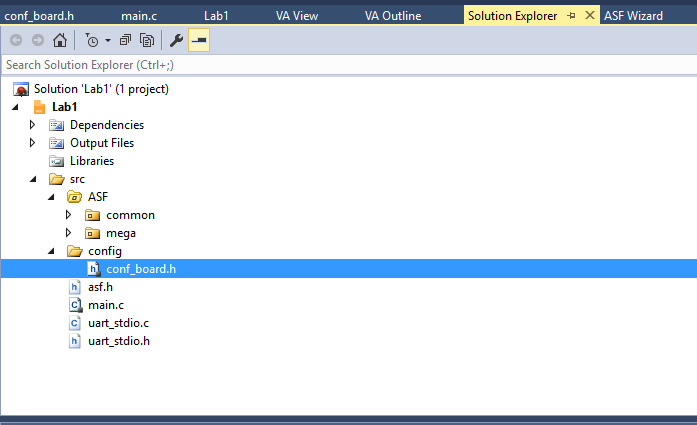 conf_board.h main.c Lab1 VA View VA Outline Solution Explorer ASF Wizard
Search Solution Explorer (Ctrl+;)
Solution 'Lab1' (1 project)
Lab1
Dependencies
Output Files
Libraries
src
ASF
common
mega
config
conf_board.h
asf.h
main.c
uart_stdio.c
uart_stdio.h